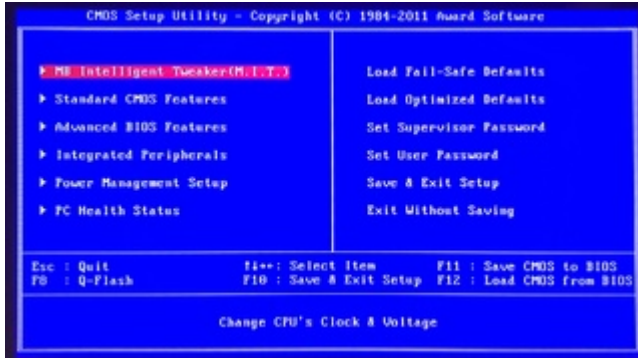 CMOS Setup Utility - Copyright (C) 1984-2011 Award Software
MB Intelligent Tweaker(M.I.T.)
Standard CMOS Features
Advanced BIOS Features
Integrated Peripherals
Power Management Setup
PC Health Status
Load Fail-Safe Defaults
Load Optimized Defaults
Set Supervisor Password
Set User Password
Save & Exit Setup
Exit Without Saving
Esc : Quit ↑↓→←: Select Item F11 : Save CMOS to BIOS
F8 : Q-Flash F10 : Save & Exit Setup F12 : Load CMOS from BIOS
Change CPU's Clock & Voltage